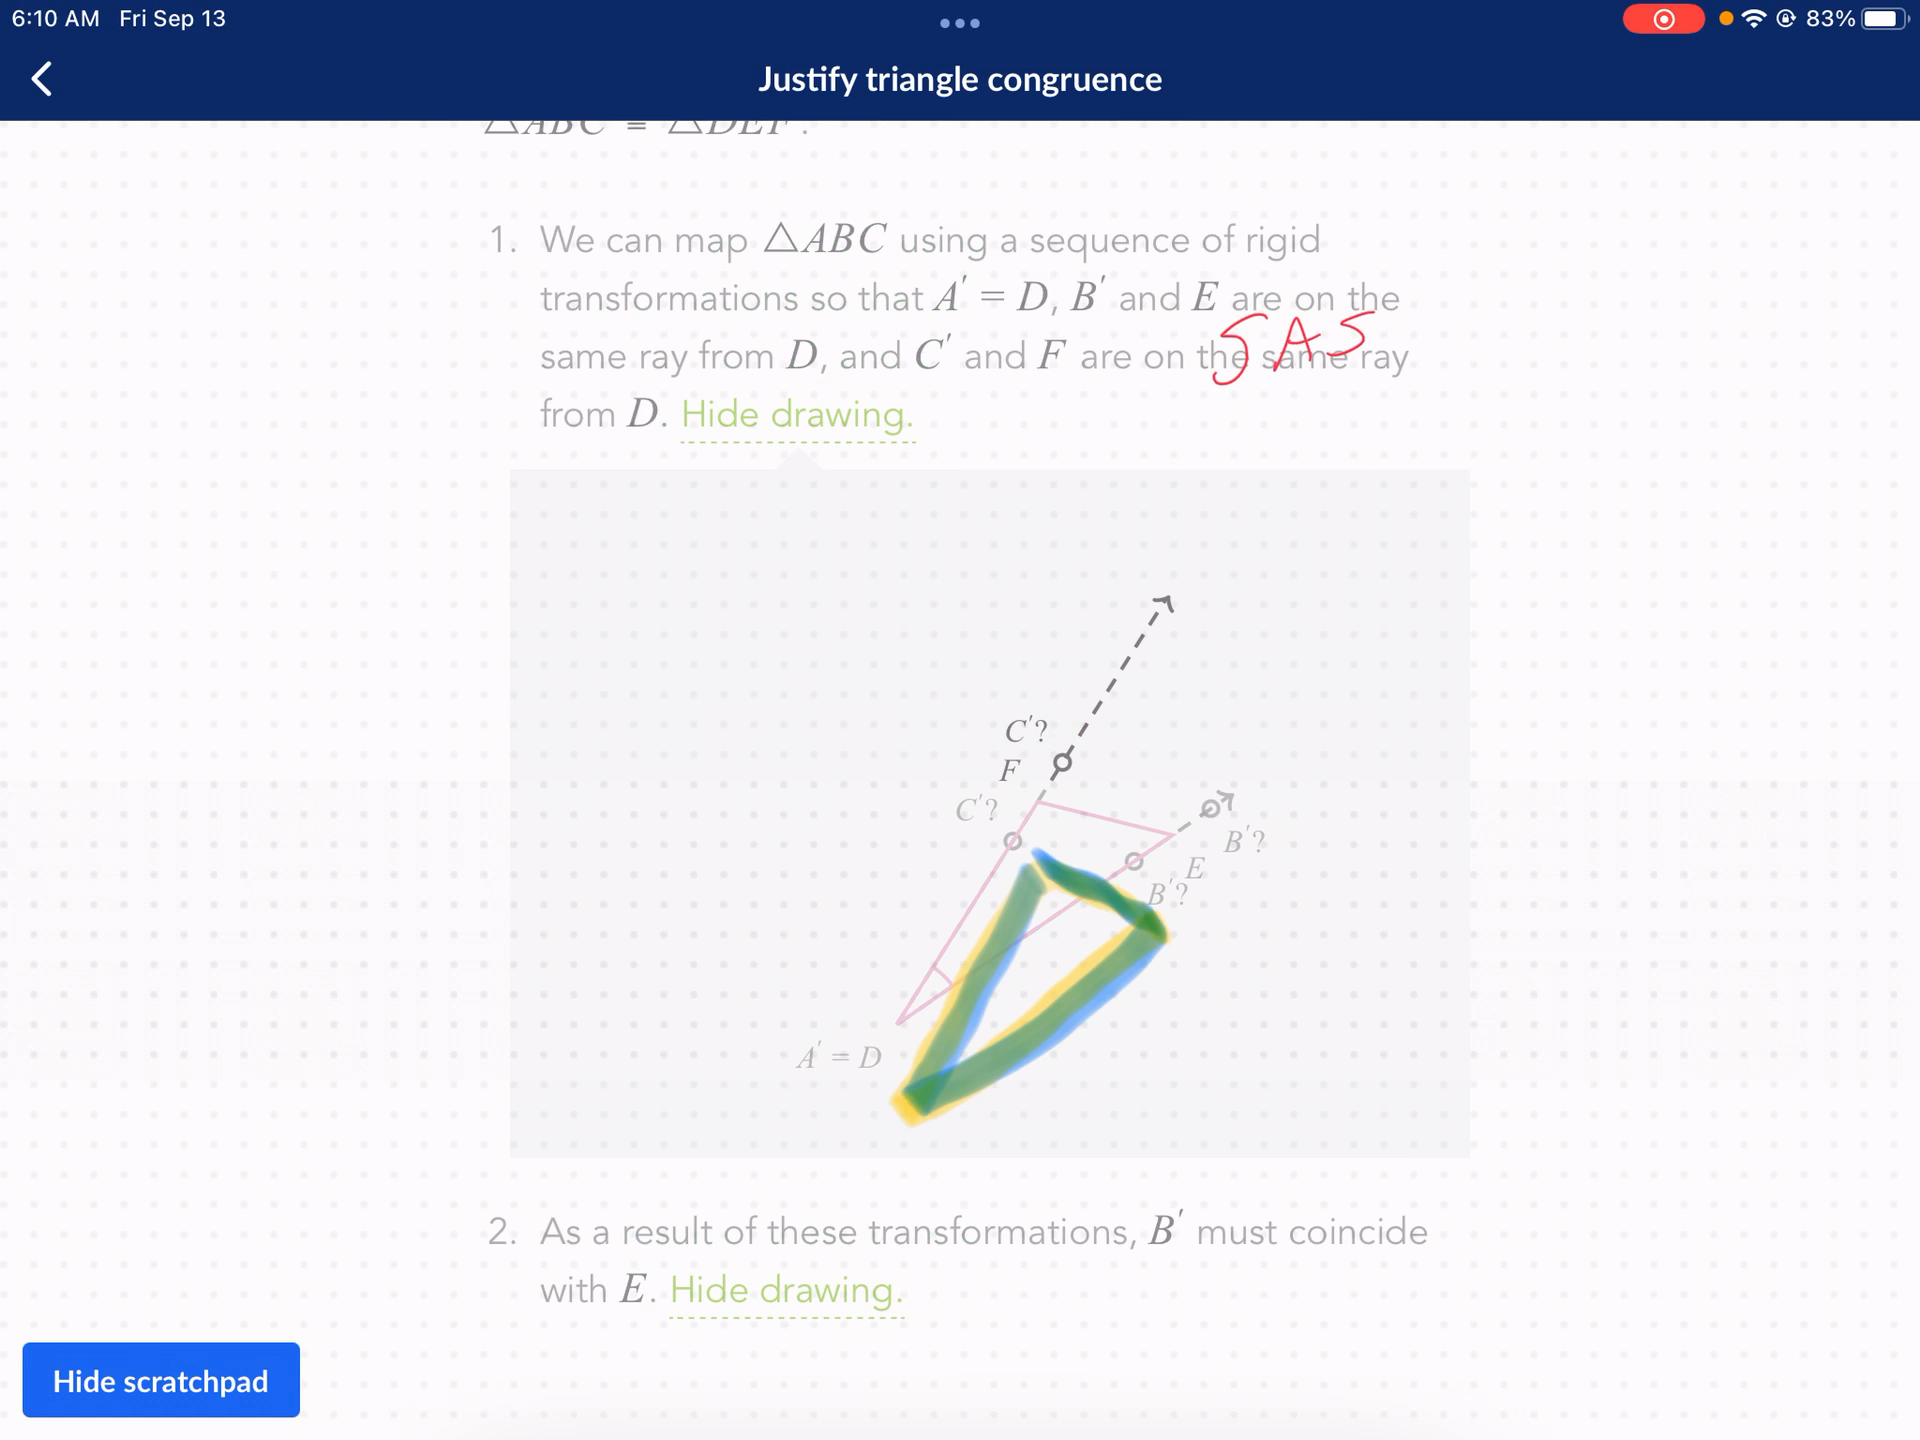 6:10 AM Fri Sep 13
83%
Justify triangle congruence
△ABC ≅ △DEF.
1. We can map △ABC using a sequence of rigid
transformations so that A′ = D, B′ and E are on the
SAS
same ray from D, and C′ and F are on the same ray
from D. Hide drawing.
C′?
F
C′?
B′?
E
B′?
A′ = D
2. As a result of these transformations, B′ must coincide
with E. Hide drawing.
Hide scratchpad